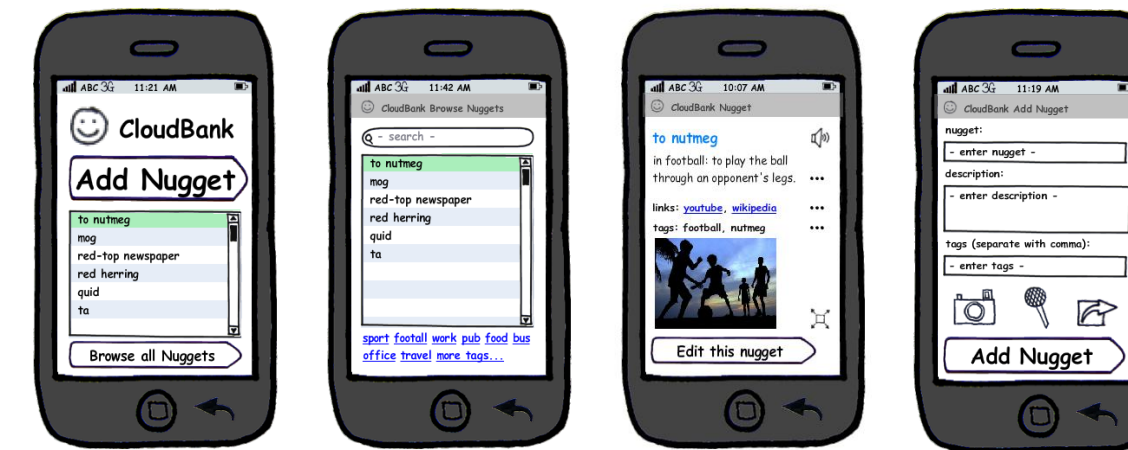 ABC 3G 11:21 AM
CloudBank
Add Nugget
to nutmeg
mog
red-top newspaper
red herring
quid
ta
Browse all Nuggets
ABC 3G 11:42 AM
CloudBank Browse Nuggets
- search -
to nutmeg
mog
red-top newspaper
red herring
quid
ta
sport footall work pub food bus
office travel more tags...
ABC 3G 10:07 AM
CloudBank Nugget
to nutmeg
in football: to play the ball
through an opponent's legs. •••
links: youtube, wikipedia •••
tags: football, nutmeg •••
Edit this nugget
ABC 3G 11:19 AM
CloudBank Add Nugget
nugget:
- enter nugget -
description:
- enter description -
tags (separate with comma):
- enter tags -
Add Nugget